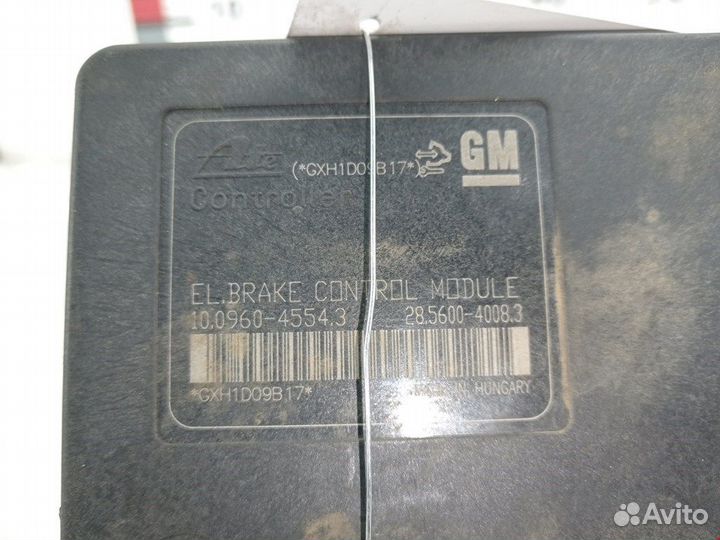 Ate (*GXH1D09B17*) GM
Controller
EL.BRAKE CONTROL MODULE
10.0960-4554.3 28.5600-4008.3
*GXH1D09B17* IN HUNGARY
Avito